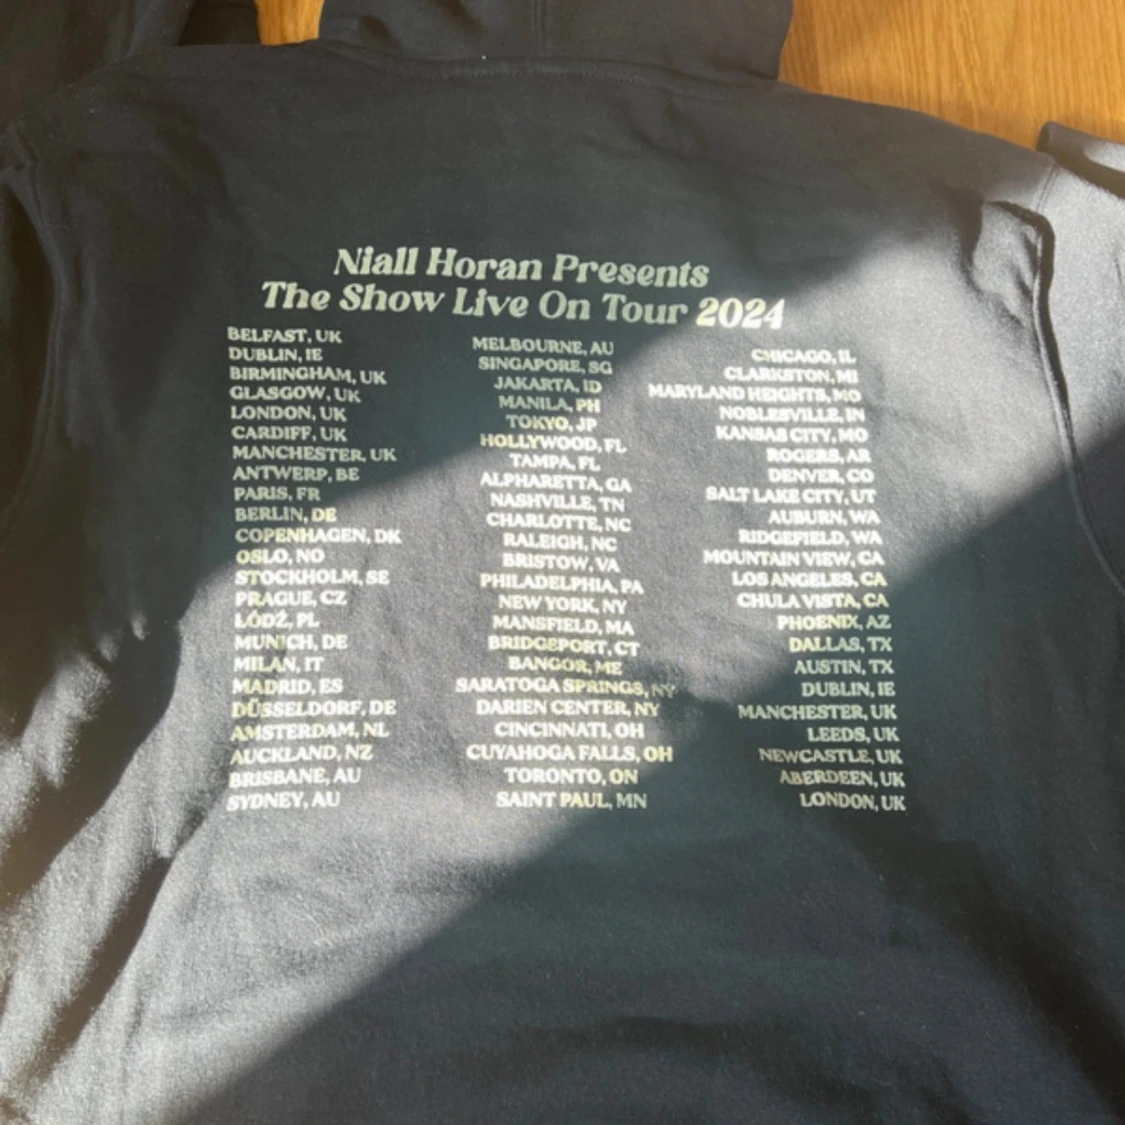 Niall Horan Presents
The Show Live On Tour 2024
BELFAST, UK
DUBLIN, IE
BIRMINGHAM, UK
GLASGOW, UK
LONDON, UK
CARDIFF, UK
MANCHESTER, UK
ANTWERP, BE
PARIS, FR
BERLIN, DE
COPENHAGEN, DK
OSLO, NO
STOCKHOLM, SE
PRAGUE, CZ
ŁÓDŹ, PL
MUNICH, DE
MILAN, IT
MADRID, ES
DÜSSELDORF, DE
AMSTERDAM, NL
AUCKLAND, NZ
BRISBANE, AU
SYDNEY, AU
MELBOURNE, AU
SINGAPORE, SG
JAKARTA, ID
MANILA, PH
TOKYO, JP
HOLLYWOOD, FL
TAMPA, FL
ALPHARETTA, GA
NASHVILLE, TN
CHARLOTTE, NC
RALEIGH, NC
BRISTOW, VA
PHILADELPHIA, PA
NEW YORK, NY
MANSFIELD, MA
BRIDGEPORT, CT
BANGOR, ME
SARATOGA SPRINGS, NY
DARIEN CENTER, NY
CINCINNATI, OH
CUYAHOGA FALLS, OH
TORONTO, ON
SAINT PAUL, MN
CHICAGO, IL
CLARKSTON, MI
MARYLAND HEIGHTS, MO
NOBLESVILLE, IN
KANSAS CITY, MO
ROGERS, AR
DENVER, CO
SALT LAKE CITY, UT
AUBURN, WA
RIDGEFIELD, WA
MOUNTAIN VIEW, CA
LOS ANGELES, CA
CHULA VISTA, CA
PHOENIX, AZ
DALLAS, TX
AUSTIN, TX
DUBLIN, IE
MANCHESTER, UK
LEEDS, UK
NEWCASTLE, UK
ABERDEEN, UK
LONDON, UK